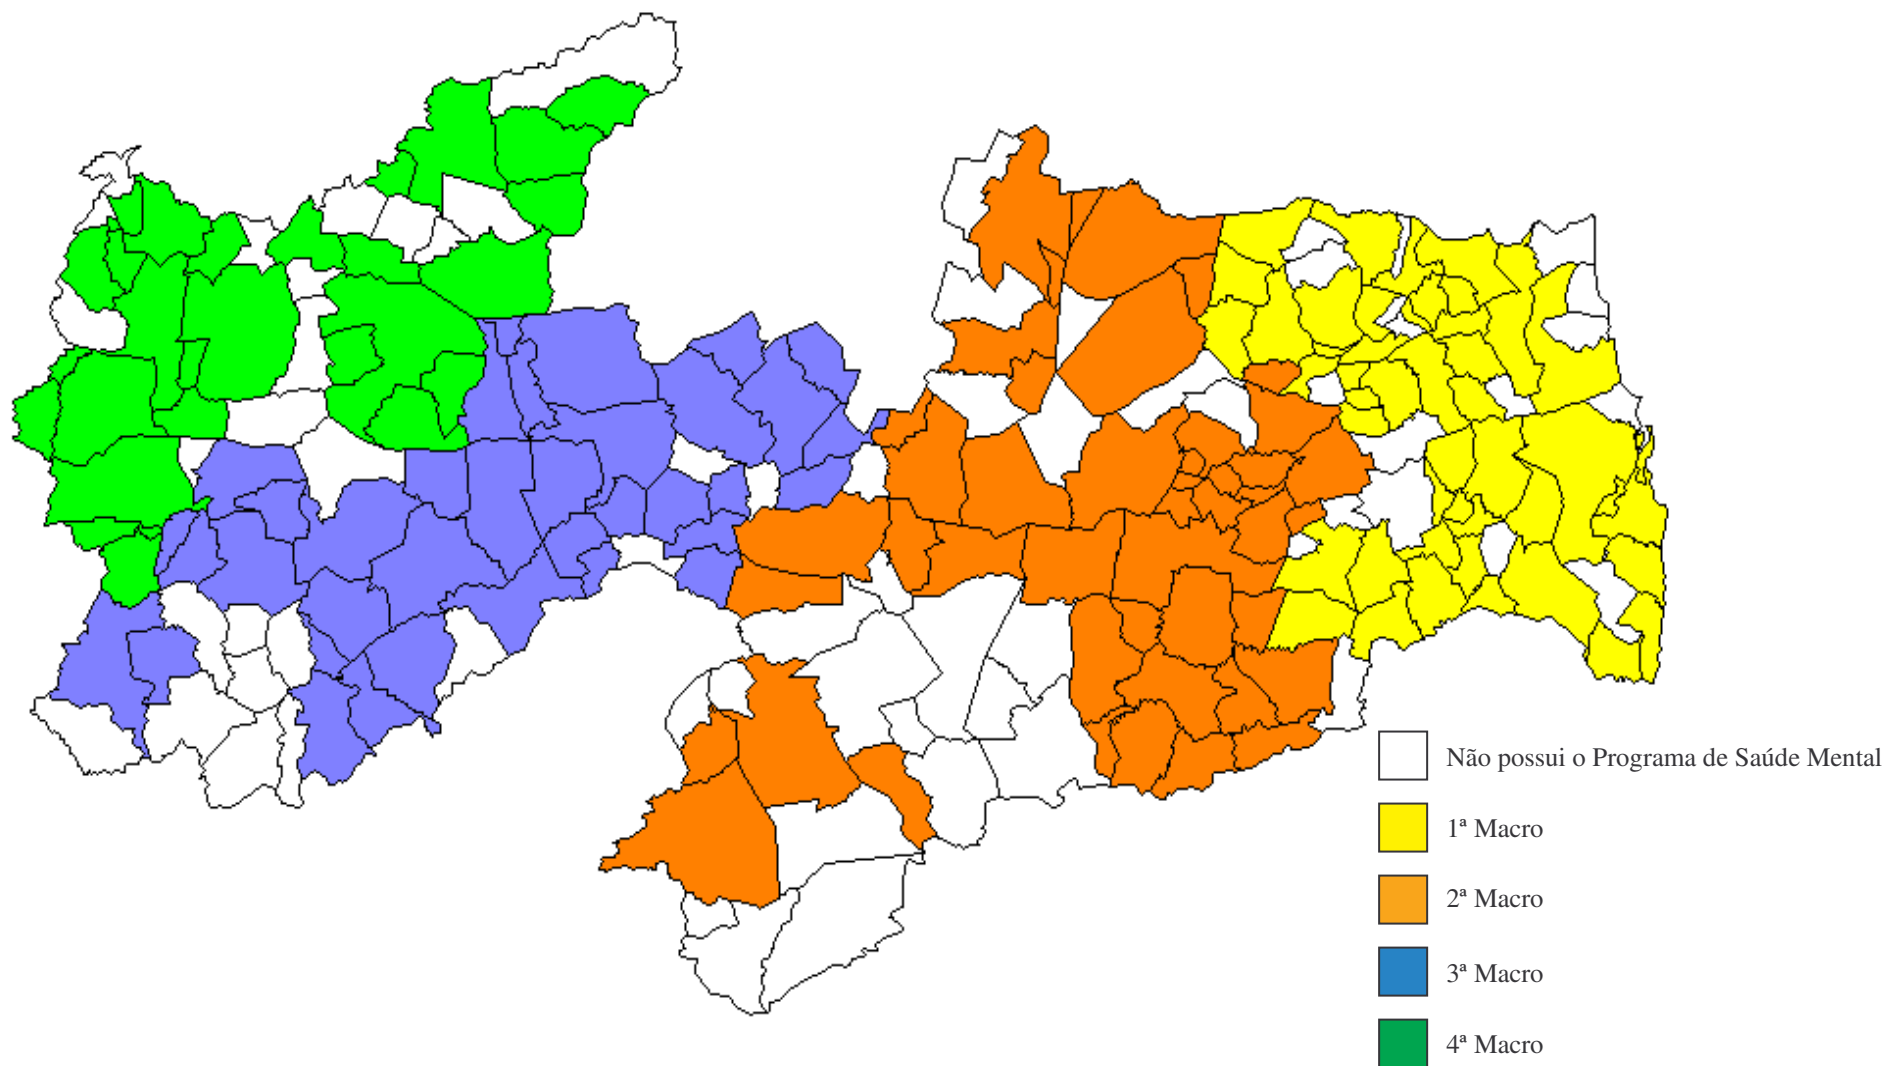 Não possui o Programa de Saúde Mental
1ª Macro
2ª Macro
3ª Macro
4ª Macro